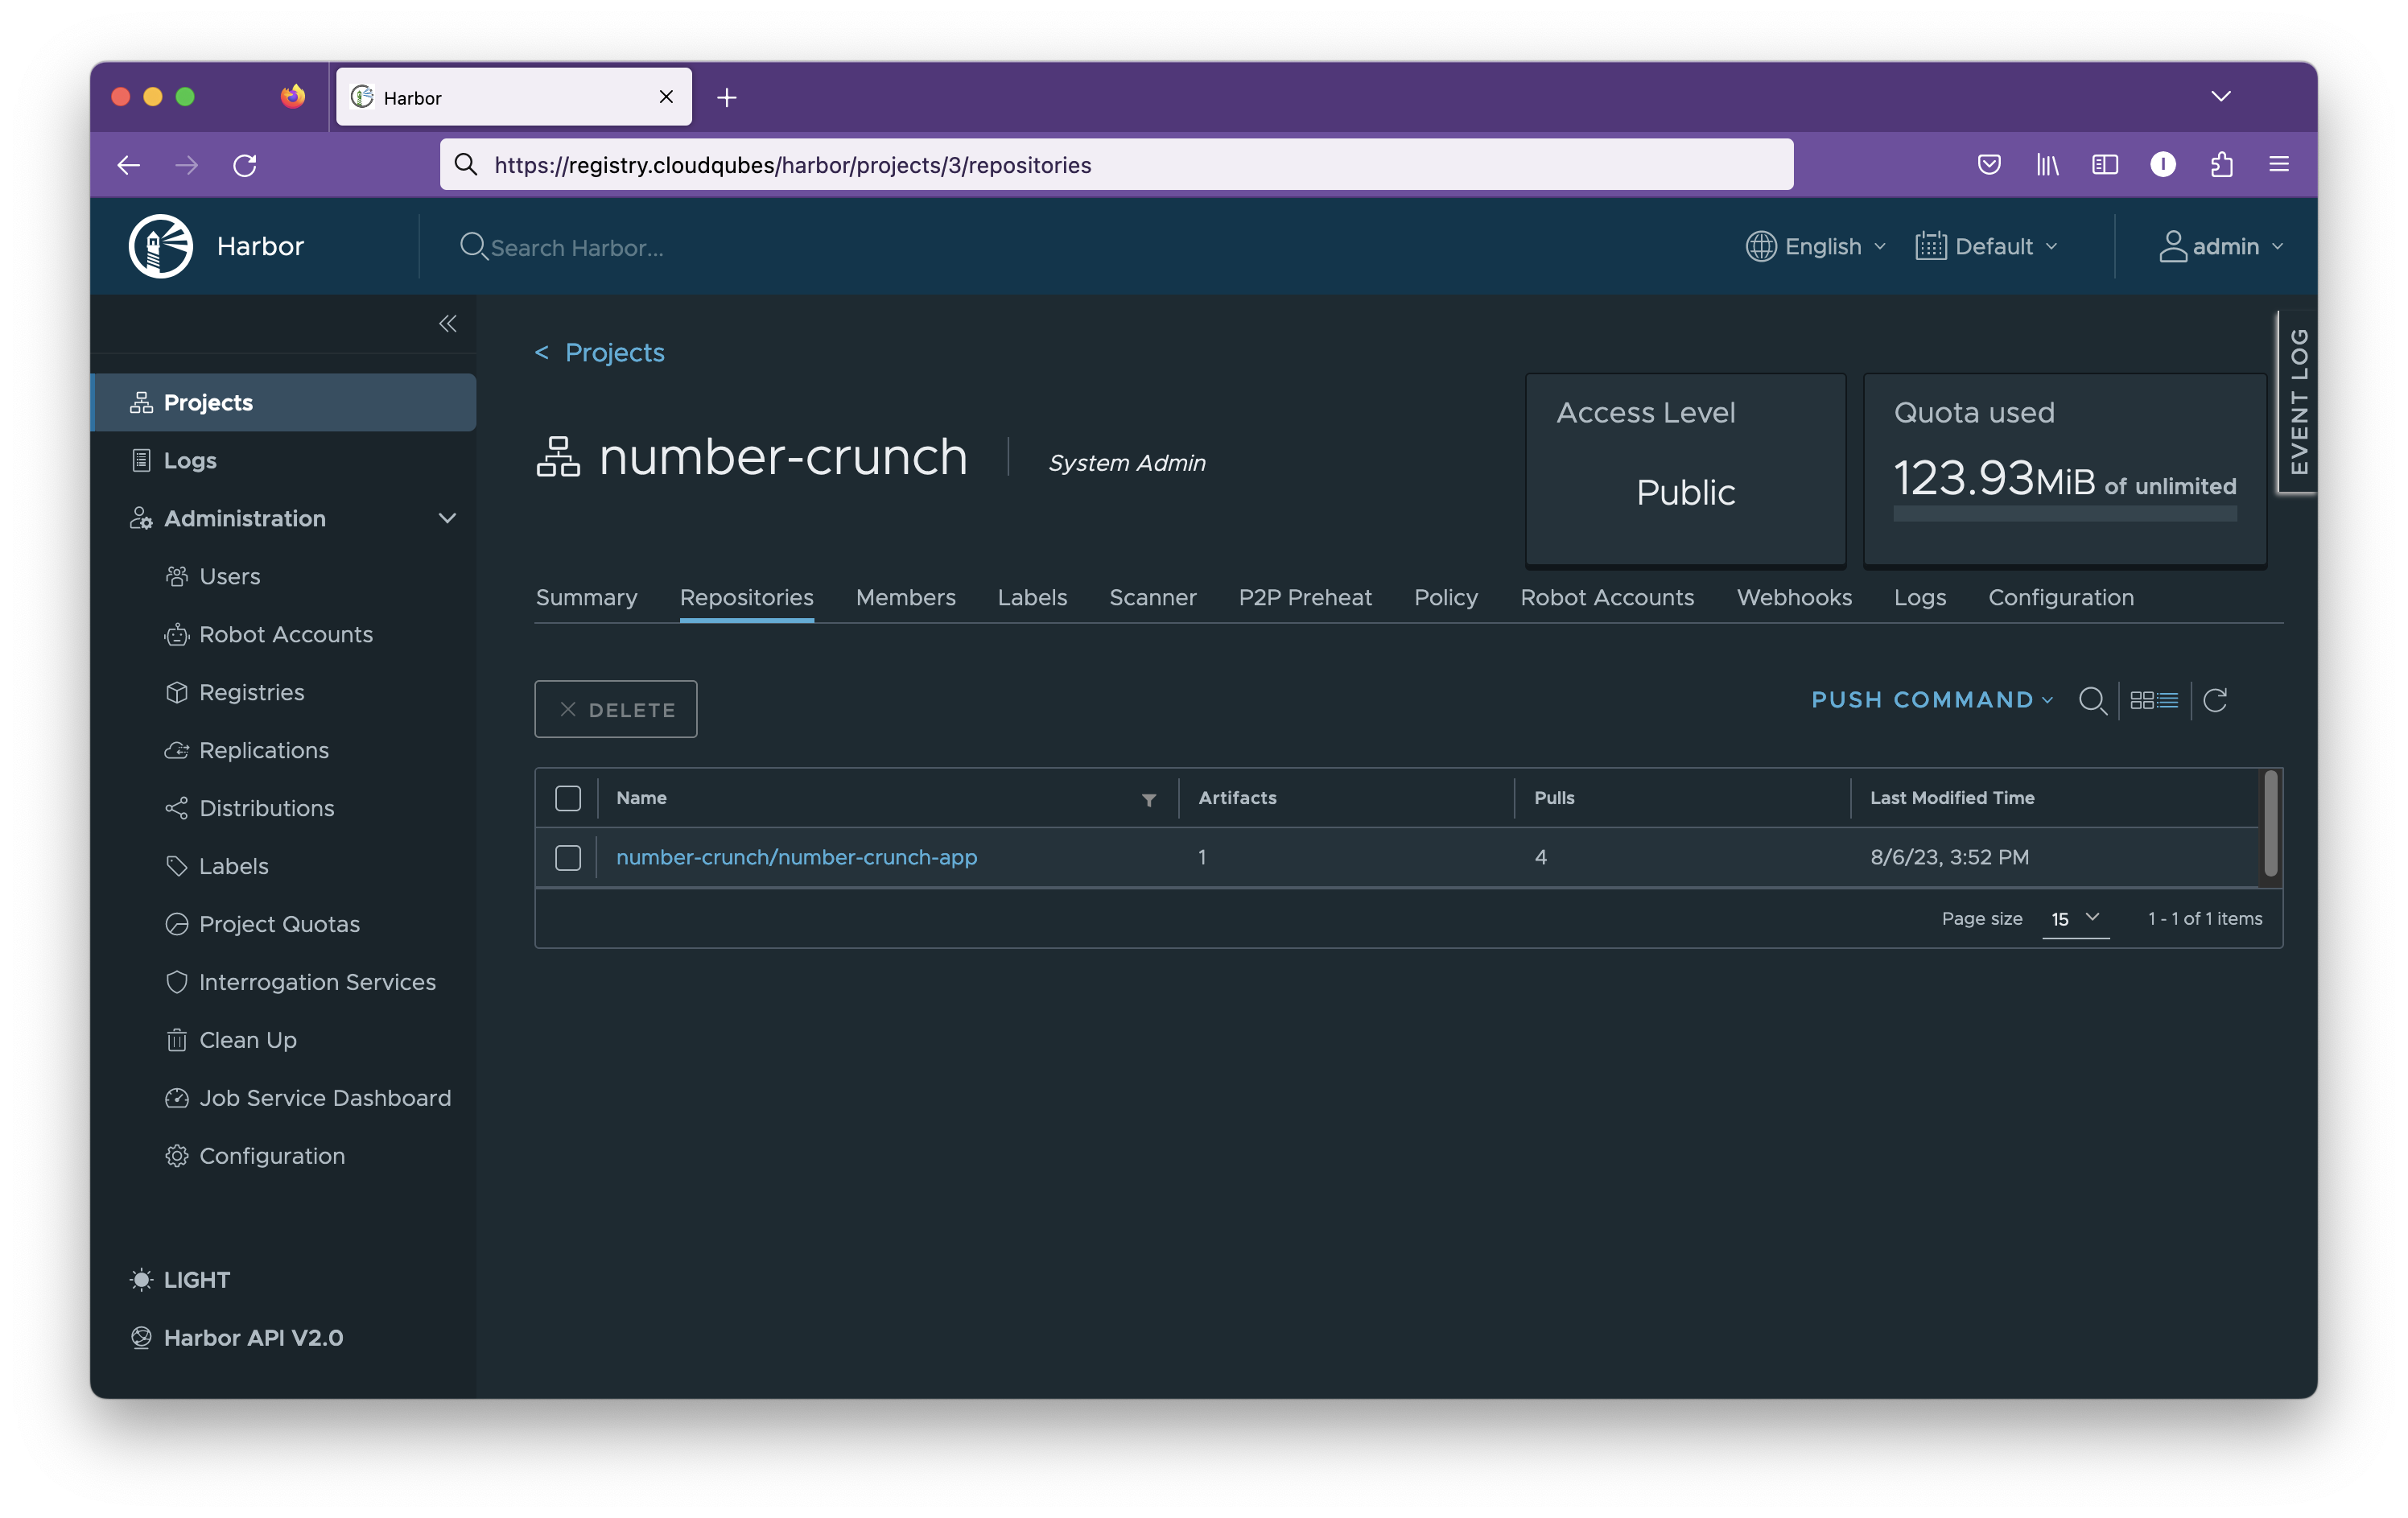 Harbor
https://registry.cloudqubes/harbor/projects/3/repositories
Harbor
Search Harbor...
English
Default
admin
Projects
Logs
Administration
Users
Robot Accounts
Registries
Replications
Distributions
Labels
Project Quotas
Interrogation Services
Clean Up
Job Service Dashboard
Configuration
LIGHT
Harbor API V2.0
< Projects
number-crunch
System Admin
Access Level
Public
Quota used
123.93MiB of unlimited
EVENT LOG
Summary Repositories Members Labels Scanner P2P Preheat Policy Robot Accounts Webhooks Logs Configuration
DELETE
PUSH COMMAND
Name Artifacts Pulls Last Modified Time
number-crunch/number-crunch-app 1 4 8/6/23, 3:52 PM
Page size 15 1 - 1 of 1 items